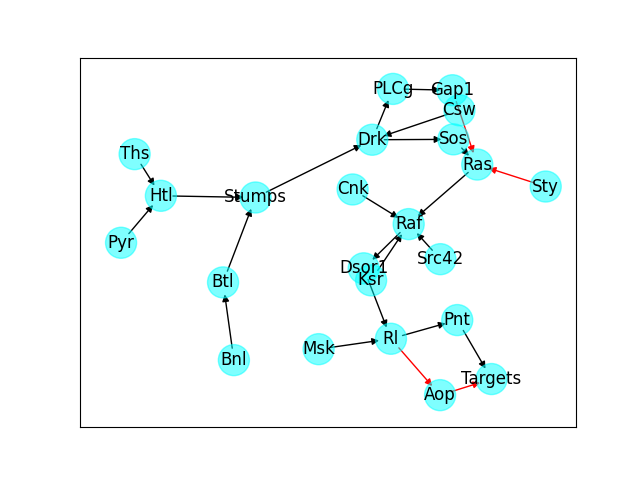 PLCg
Gap1
Csw
Drk
Sos
Ths
Ras
Cnk
Sty
Htl
Stumps
Raf
Pyr
Src42
Dsor1
Ksr
Btl
Pnt
Rl
Msk
Bnl
Targets
Aop